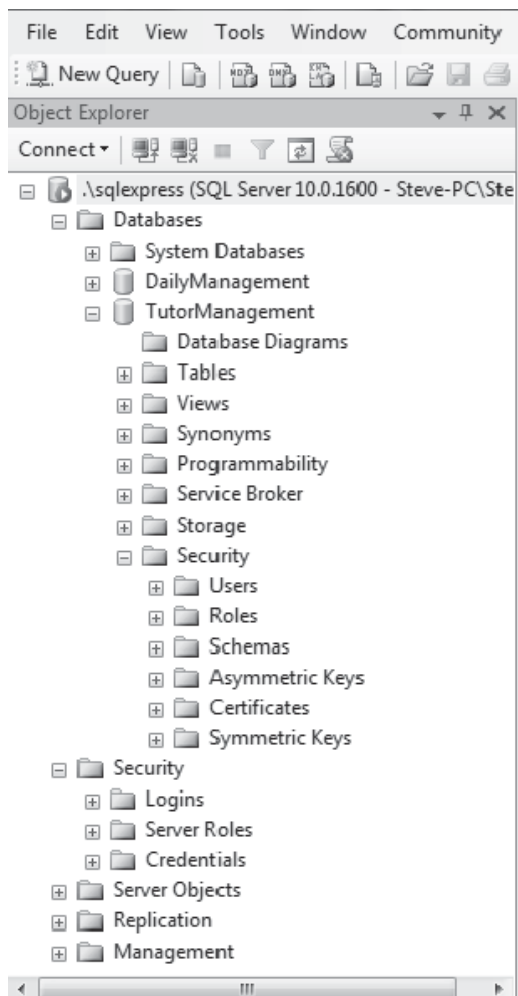 File Edit View Tools Window Community
New Query
Object Explorer
Connect
.\sqlexpress (SQL Server 10.0.1600 - Steve-PC\Ste
Databases
System Databases
DailyManagement
TutorManagement
Database Diagrams
Tables
Views
Synonyms
Programmability
Service Broker
Storage
Security
Users
Roles
Schemas
Asymmetric Keys
Certificates
Symmetric Keys
Security
Logins
Server Roles
Credentials
Server Objects
Replication
Management